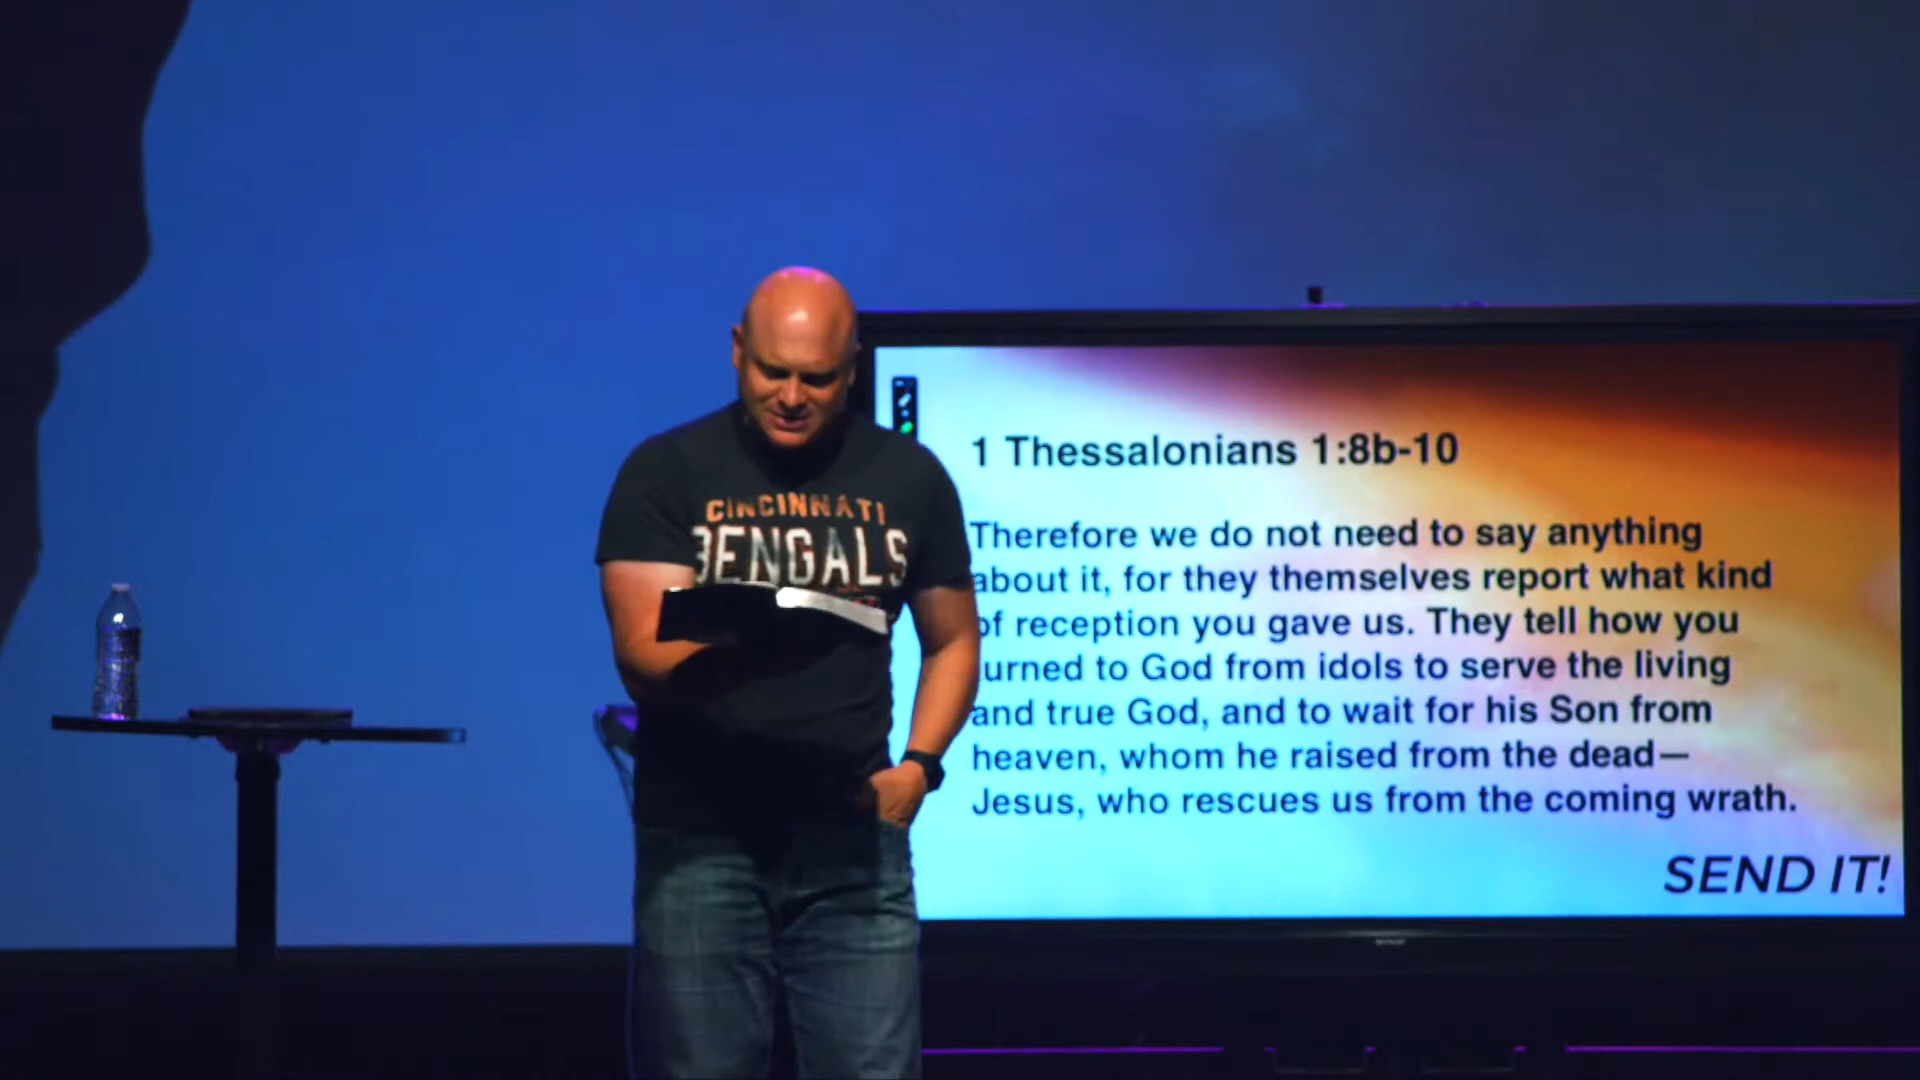 CINCINNATI
BENGALS
1 Thessalonians 1:8b-10
Therefore we do not need to say anything
about it, for they themselves report what kind
of reception you gave us. They tell how you
turned to God from idols to serve the living
and true God, and to wait for his Son from
heaven, whom he raised from the dead—
Jesus, who rescues us from the coming wrath.
SEND IT!